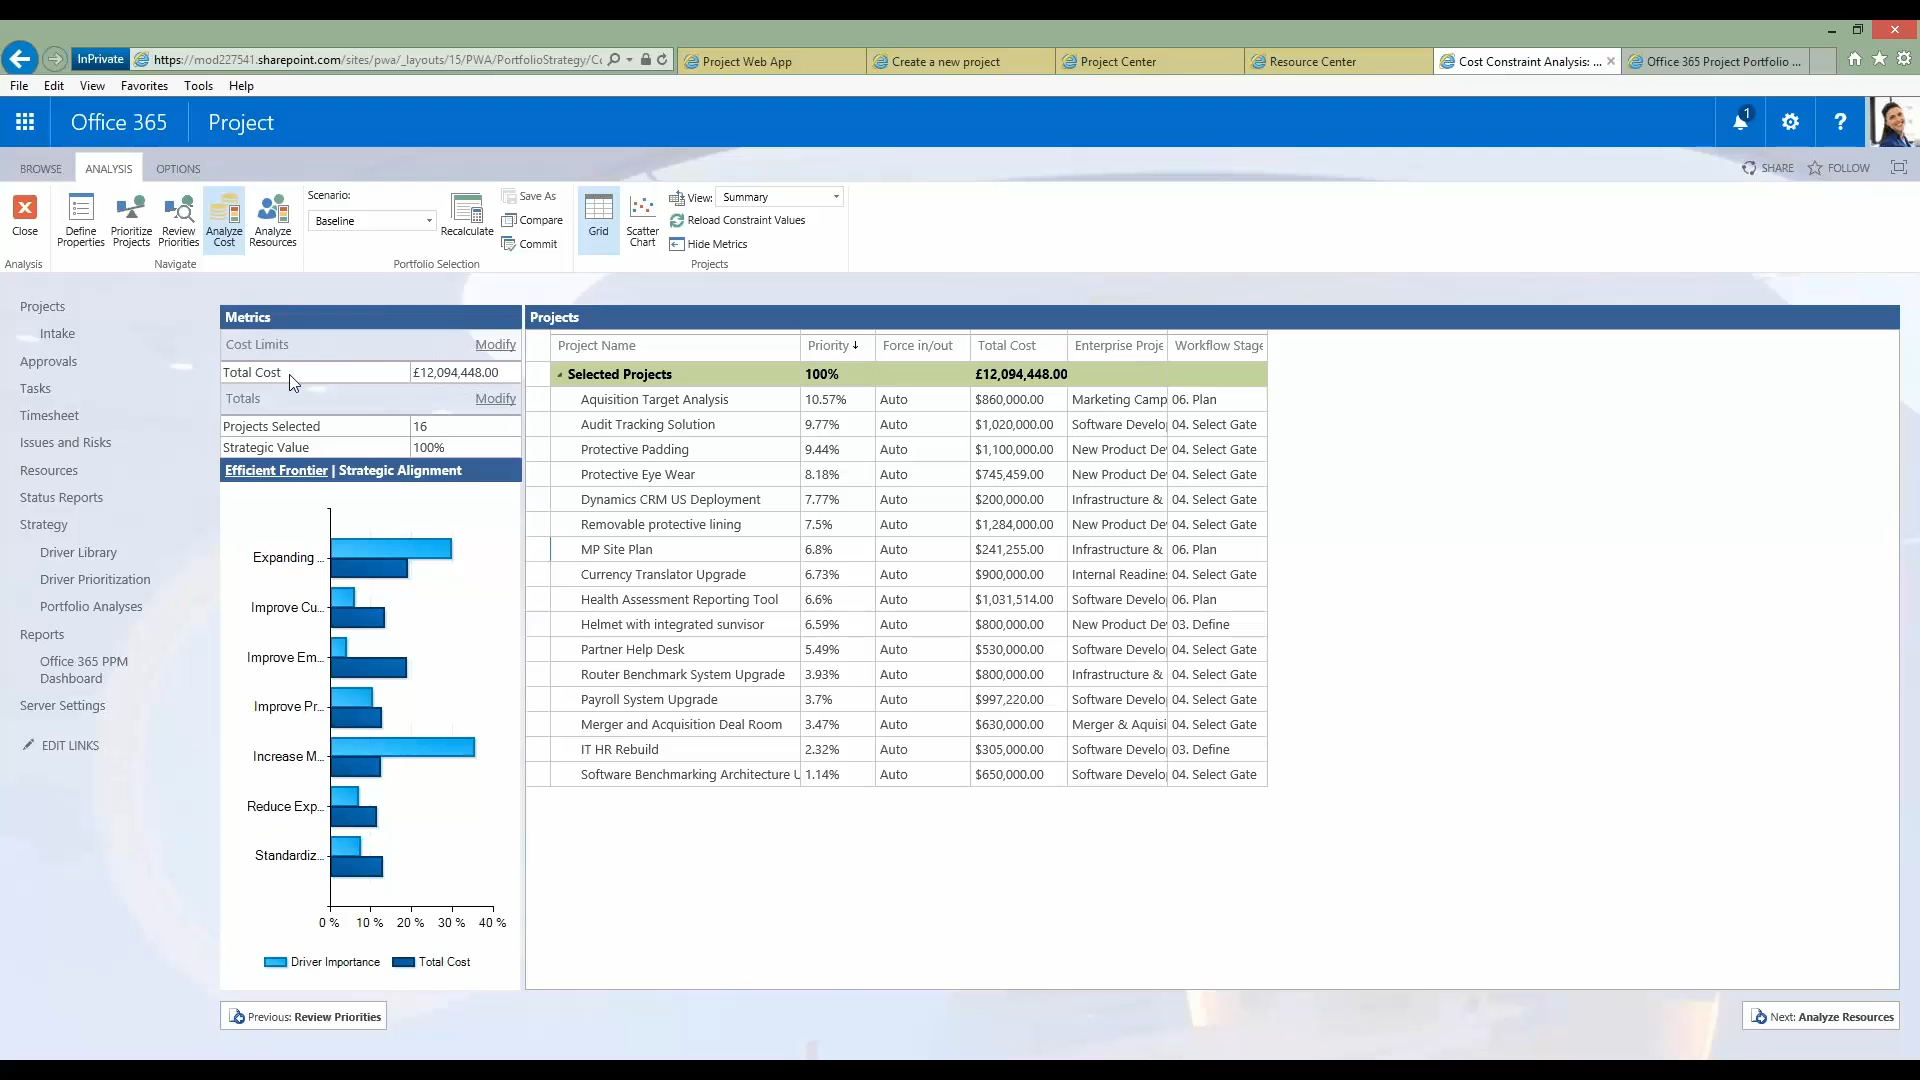 InPrivate https://mod227541.sharepoint.com/sites/pwa/_layouts/15/PWA/PortfolioStrategy/Cc
Project Web App Create a new project Project Center Resource Center Cost Constraint Analysis: ... Office 365 Project Portfolio ...
File Edit View Favorites Tools Help
Office 365 Project 1 ?
BROWSE ANALYSIS OPTIONS SHARE FOLLOW
Close
Analysis
Define Properties
Prioritize Projects
Review Priorities
Analyze Cost
Analyze Resources
Navigate
Scenario:
Baseline
Recalculate
Save As
Compare
Commit
Portfolio Selection
Grid
Scatter Chart
View: Summary
Reload Constraint Values
Hide Metrics
Projects
Projects
Intake
Approvals
Tasks
Timesheet
Issues and Risks
Resources
Status Reports
Strategy
Driver Library
Driver Prioritization
Portfolio Analyses
Reports
Office 365 PPM
Dashboard
Server Settings
EDIT LINKS
Metrics
Cost Limits Modify
Total Cost £12,094,448.00
Totals Modify
Projects Selected 16
Strategic Value 100%
Efficient Frontier | Strategic Alignment
Expanding ...
Improve Cu...
Improve Em...
Improve Pr...
Increase M...
Reduce Exp...
Standardiz...
0 % 10 % 20 % 30 % 40 %
Driver Importance Total Cost
Projects
Project Name Priority Force in/out Total Cost Enterprise Proje Workflow Stage
Selected Projects 100% £12,094,448.00
Aquisition Target Analysis 10.57% Auto $860,000.00 Marketing Camp 06. Plan
Audit Tracking Solution 9.77% Auto $1,020,000.00 Software Develo 04. Select Gate
Protective Padding 9.44% Auto $1,100,000.00 New Product De 04. Select Gate
Protective Eye Wear 8.18% Auto $745,459.00 New Product De 04. Select Gate
Dynamics CRM US Deployment 7.77% Auto $200,000.00 Infrastructure & 04. Select Gate
Removable protective lining 7.5% Auto $1,284,000.00 New Product De 04. Select Gate
MP Site Plan 6.8% Auto $241,255.00 Infrastructure & 06. Plan
Currency Translator Upgrade 6.73% Auto $900,000.00 Internal Readine 04. Select Gate
Health Assessment Reporting Tool 6.6% Auto $1,031,514.00 Software Develo 06. Plan
Helmet with integrated sunvisor 6.59% Auto $800,000.00 New Product De 03. Define
Partner Help Desk 5.49% Auto $530,000.00 Software Develo 04. Select Gate
Router Benchmark System Upgrade 3.93% Auto $800,000.00 Infrastructure & 04. Select Gate
Payroll System Upgrade 3.7% Auto $997,220.00 Software Develo 04. Select Gate
Merger and Acquisition Deal Room 3.47% Auto $630,000.00 Merger & Aquisi 04. Select Gate
IT HR Rebuild 2.32% Auto $305,000.00 Software Develo 03. Define
Software Benchmarking Architecture U 1.14% Auto $650,000.00 Software Develo 04. Select Gate
Previous: Review Priorities
Next: Analyze Resources